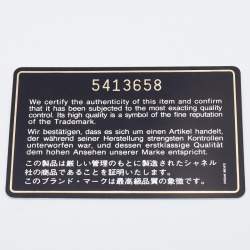 5413658
We certify the authenticity of this item and confirm
that it has been subjected to the most exacting quality
control. Its high quality is a symbol of the fine reputation
of the Trademark.
Wir bestätigen, dass es sich um einen Artikel handelt,
der während seiner Herstellung strengstens kontrolliert
worden ist, und dessen erstklassige Qualität
dem hohen Ansehen unserer Marke entspricht.
この製品は厳しい管理のもとに製造されたシャネル
社の商品であることを証明いたします。
このブランド・マークは最高級品質の象徴です。